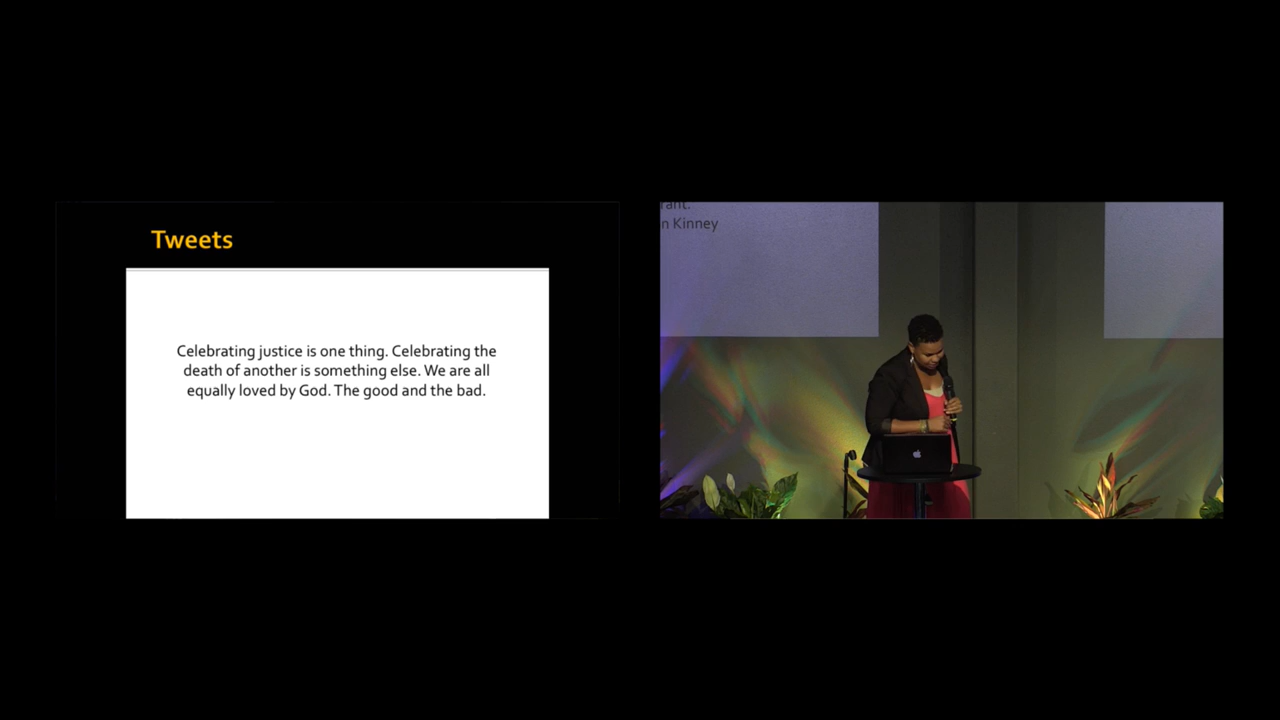 Tweets
Celebrating justice is one thing. Celebrating the
death of another is something else. We are all
equally loved by God. The good and the bad.
n Kinney